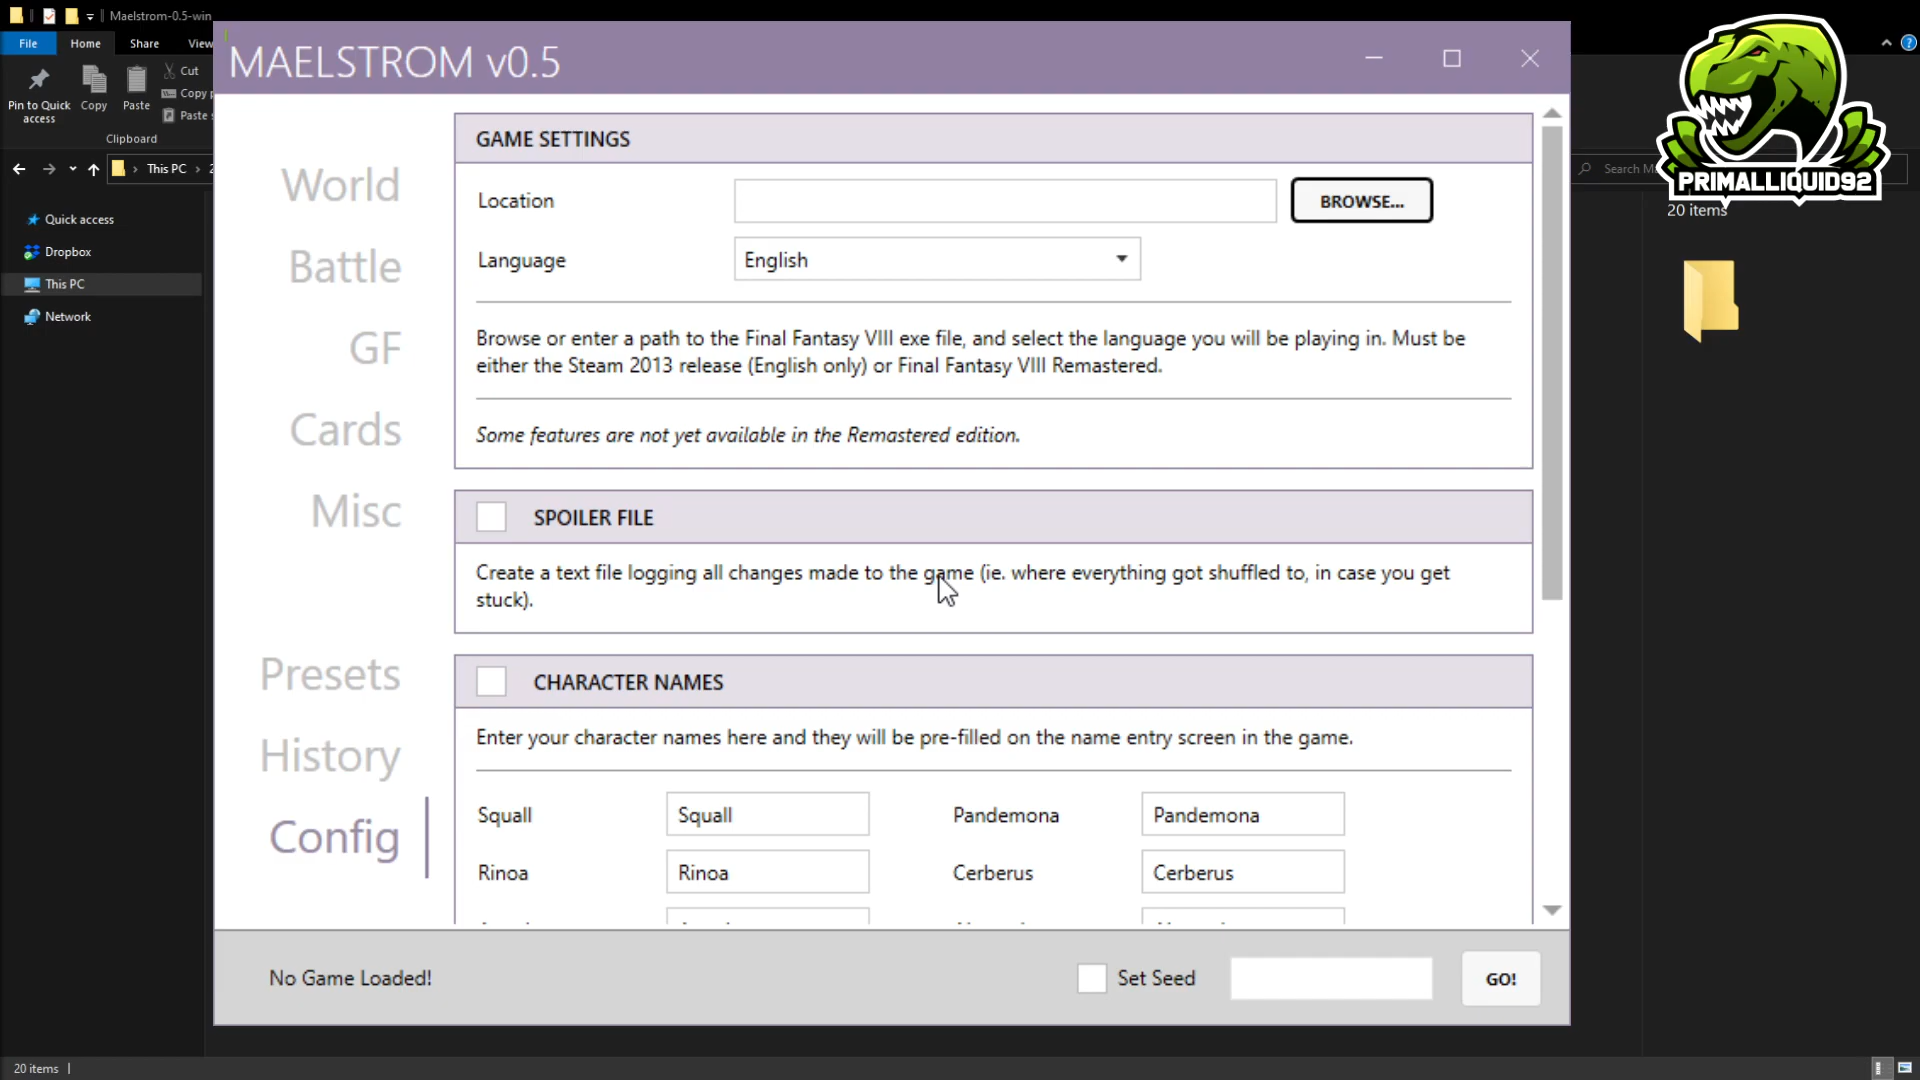 Maelstrom-0.5-win
File
Home
Share
View
Pin to Quick access
Copy
Paste
Cut
Copy p
Paste s
Clipboard
This PC
2
Quick access
Dropbox
This PC
Network
20 items
MAELSTROM v0.5
World
Battle
GF
Cards
Misc
Presets
History
Config
GAME SETTINGS
Location
BROWSE...
Language
English
Browse or enter a path to the Final Fantasy VIII exe file, and select the language you will be playing in. Must be
either the Steam 2013 release (English only) or Final Fantasy VIII Remastered.
Some features are not yet available in the Remastered edition.
SPOILER FILE
Create a text file logging all changes made to the game (ie. where everything got shuffled to, in case you get
stuck).
CHARACTER NAMES
Enter your character names here and they will be pre-filled on the name entry screen in the game.
Squall
Squall
Pandemona
Pandemona
Rinoa
Rinoa
Cerberus
Cerberus
No Game Loaded!
Set Seed
GO!
Search M
PRIMALLIQUID92
20 items